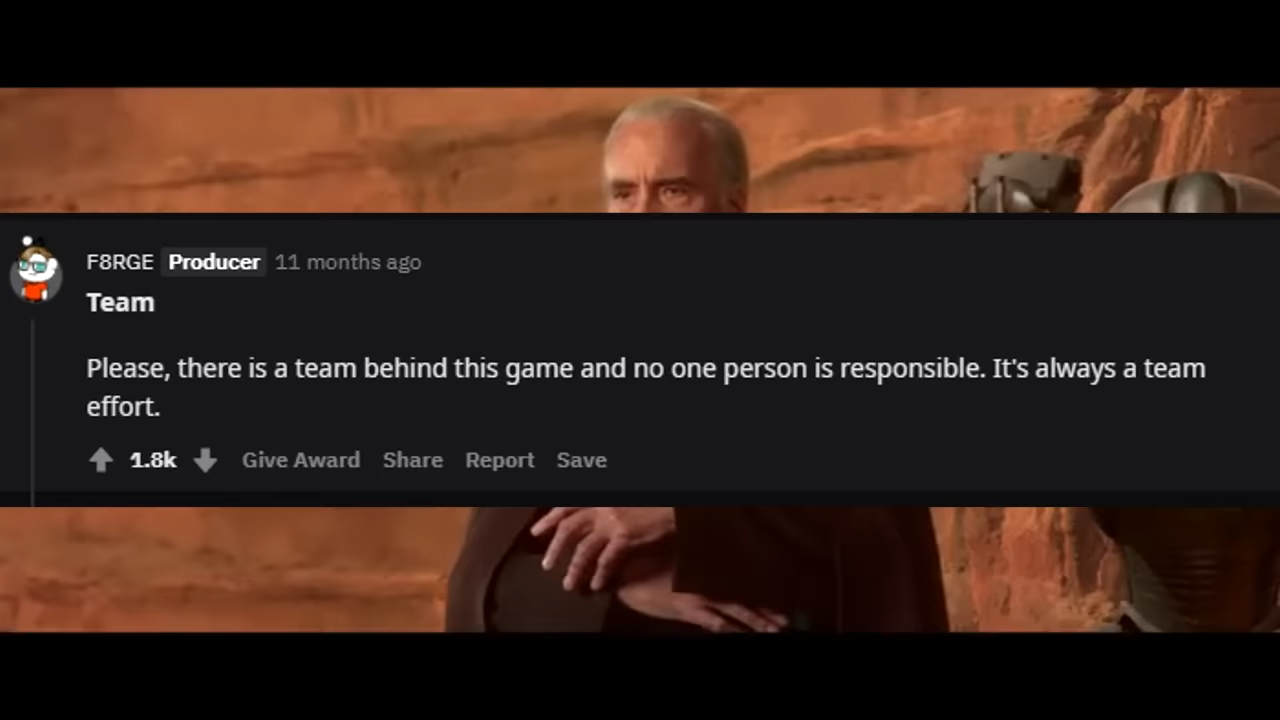 F8RGE Producer 11 months ago
Team
Please, there is a team behind this game and no one person is responsible. It's always a team
effort.
1.8k Give Award Share Report Save